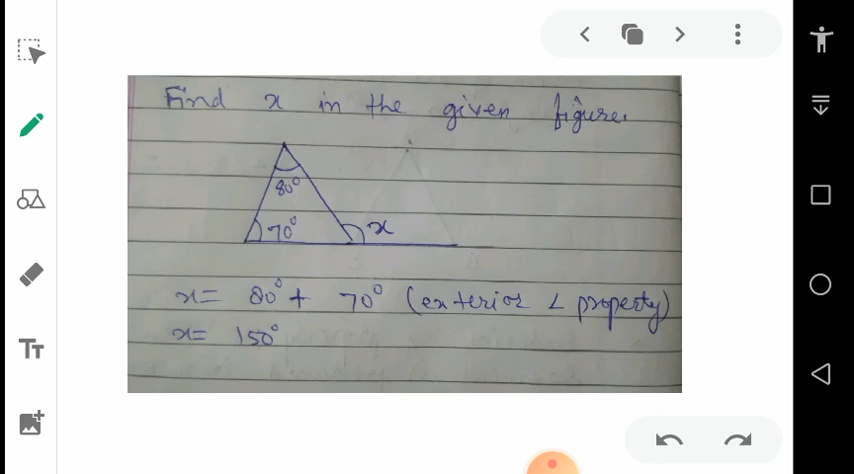 Find x in the given figure.
80°
70°
x
x = 80° + 70° (exterior ∠ property)
x = 150°